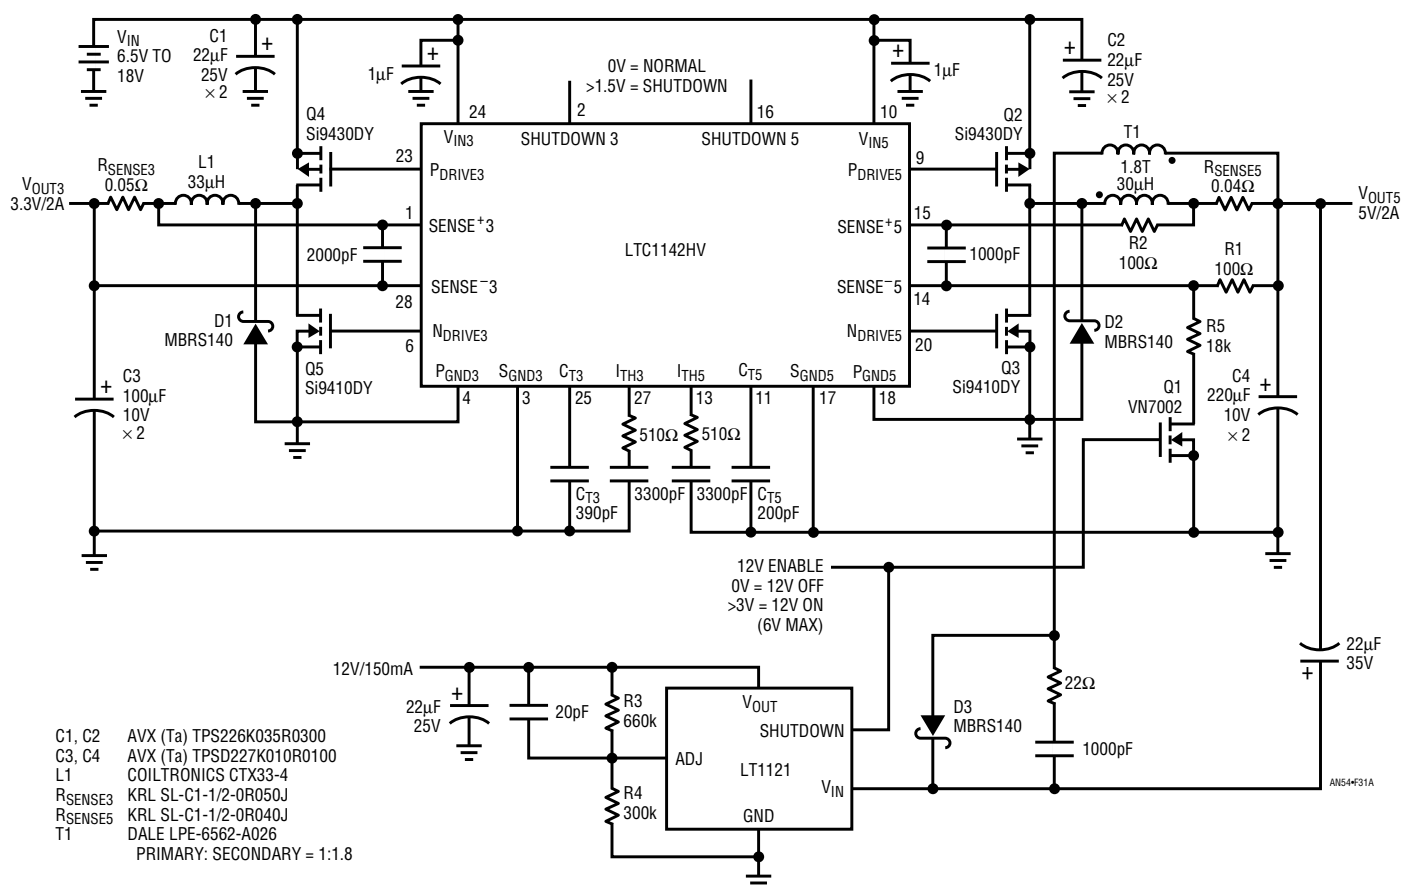 VIN
6.5V TO
18V
C1
22µF
25V
× 2
+
1µF
+
0V = NORMAL
>1.5V = SHUTDOWN
+
1µF
+
C2
22µF
25V
× 2
24
2
16
10
VIN3
SHUTDOWN 3
SHUTDOWN 5
VIN5
Q4
Si9430DY
Q2
Si9430DY
T1
1.8T
30µH
23
PDRIVE3
PDRIVE5
9
VOUT3
3.3V/2A
RSENSE3
0.05Ω
L1
33µH
RSENSE5
0.04Ω
VOUT5
5V/2A
1
SENSE+3
SENSE+5
15
2000pF
LTC1142HV
1000pF
R2
100Ω
R1
100Ω
SENSE–3
28
SENSE–5
14
D1
MBRS140
NDRIVE3
6
NDRIVE5
20
D2
MBRS140
R5
18k
Q5
Si9410DY
Q3
Si9410DY
PGND3
SGND3
CT3
ITH3
ITH5
CT5
SGND5
PGND5
4
3
25
27
13
11
17
18
+
C3
100µF
10V
× 2
Q1
VN7002
C4
220µF
10V
× 2
+
510Ω
510Ω
CT3
390pF
3300pF
3300pF
CT5
200pF
12V ENABLE
0V = 12V OFF
>3V = 12V ON
(6V MAX)
12V/150mA
22µF
35V
+
+
22µF
25V
20pF
R3
660k
VOUT
SHUTDOWN
ADJ
LT1121
VIN
GND
D3
MBRS140
22Ω
1000pF
R4
300k
AN54•F31A
C1, C2 AVX (Ta) TPS226K035R0300
C3, C4 AVX (Ta) TPSD227K010R0100
L1 COILTRONICS CTX33-4
RSENSE3 KRL SL-C1-1/2-0R050J
RSENSE5 KRL SL-C1-1/2-0R040J
T1 DALE LPE-6562-A026
PRIMARY: SECONDARY = 1:1.8